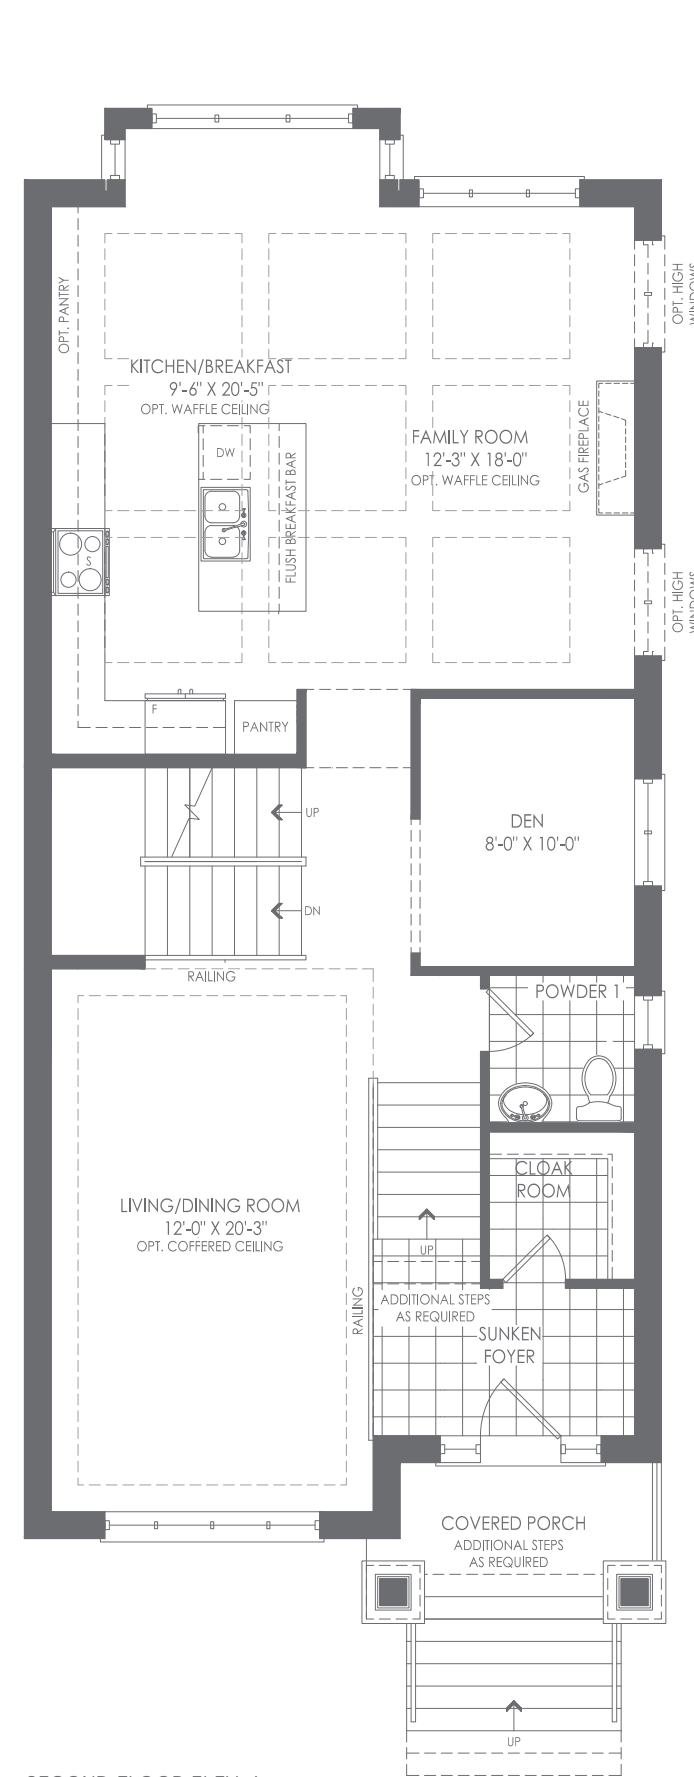 OPT. PANTRY
OPT. HIGH
WINDOWS
KITCHEN/BREAKFAST
9'-6" X 20'-5"
OPT. WAFFLE CEILING
FAMILY ROOM
12'-3" X 18'-0"
OPT. WAFFLE CEILING
GAS FIREPLACE
DW
FLUSH BREAKFAST BAR
S
OPT. HIGH
WINDOWS
F
PANTRY
UP
DEN
8'-0" X 10'-0"
DN
RAILING
POWDER 1
CLOAK
ROOM
LIVING/DINING ROOM
12'-0" X 20'-3"
OPT. COFFERED CEILING
UP
RAILING
ADDITIONAL STEPS
AS REQUIRED
SUNKEN
FOYER
COVERED PORCH
ADDITIONAL STEPS
AS REQUIRED
UP